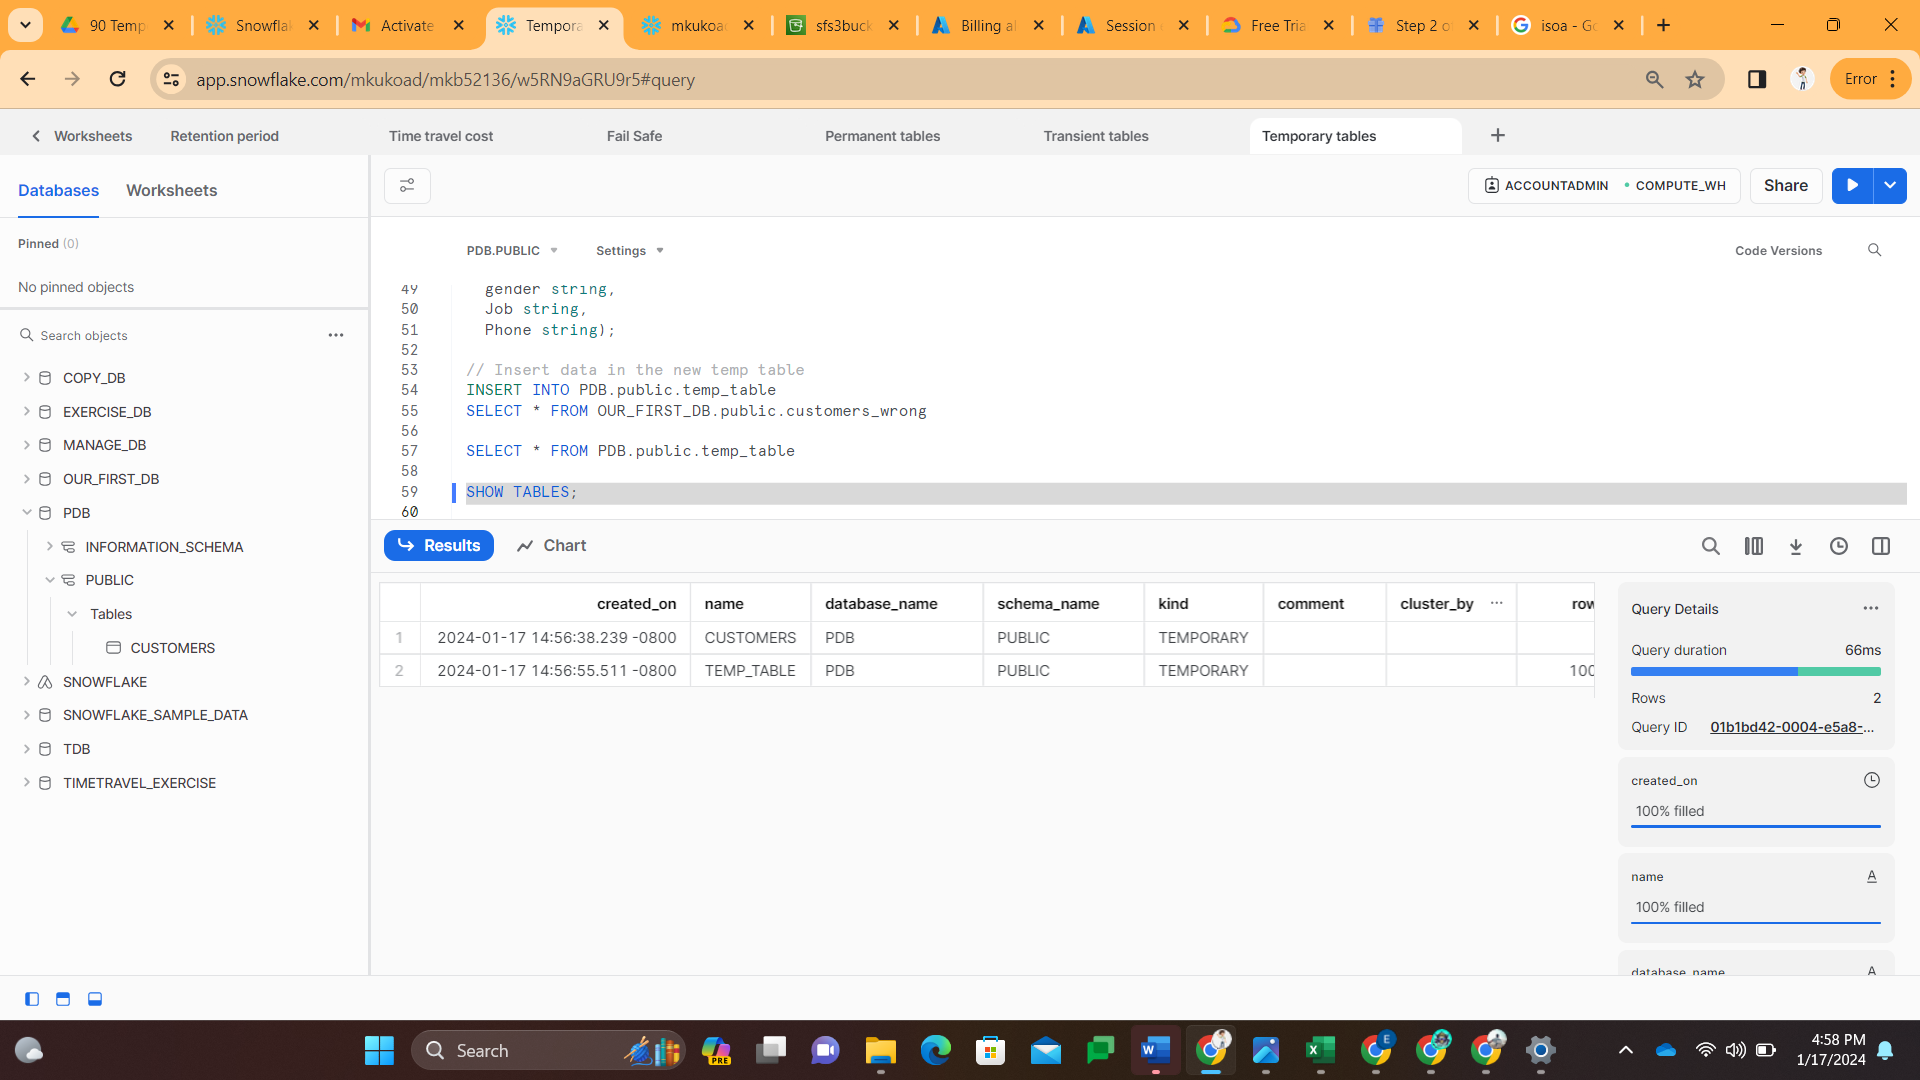 90 Temp
Snowflak
Activate
Tempora
mkukoad
sfs3buck
Billing al
Session
Free Tria
Step 2 o
isoa - Go
app.snowflake.com/mkukoad/mkb52136/w5RN9aGRU9r5#query
Error
Worksheets
Retention period
Time travel cost
Fail Safe
Permanent tables
Transient tables
Temporary tables
Databases
Worksheets
ACCOUNTADMIN
COMPUTE_WH
Share
Pinned (0)
No pinned objects
Search objects
COPY_DB
EXERCISE_DB
MANAGE_DB
OUR_FIRST_DB
PDB
INFORMATION_SCHEMA
PUBLIC
Tables
CUSTOMERS
SNOWFLAKE
SNOWFLAKE_SAMPLE_DATA
TDB
TIMETRAVEL_EXERCISE
PDB.PUBLIC
Settings
Code Versions
49 gender string,
50 Job string,
51 Phone string);
52
53 // Insert data in the new temp table
54 INSERT INTO PDB.public.temp_table
55 SELECT * FROM OUR_FIRST_DB.public.customers_wrong
56
57 SELECT * FROM PDB.public.temp_table
58
59 SHOW TABLES;
60
Results
Chart
created_on name database_name schema_name kind comment cluster_by ... row
1 2024-01-17 14:56:38.239 -0800 CUSTOMERS PDB PUBLIC TEMPORARY
2 2024-01-17 14:56:55.511 -0800 TEMP_TABLE PDB PUBLIC TEMPORARY 100
Query Details
Query duration 66ms
Rows 2
Query ID 01b1bd42-0004-e5a8-...
created_on
100% filled
name A
100% filled
database_name A
Search
PRE
E
4:58 PM
1/17/2024